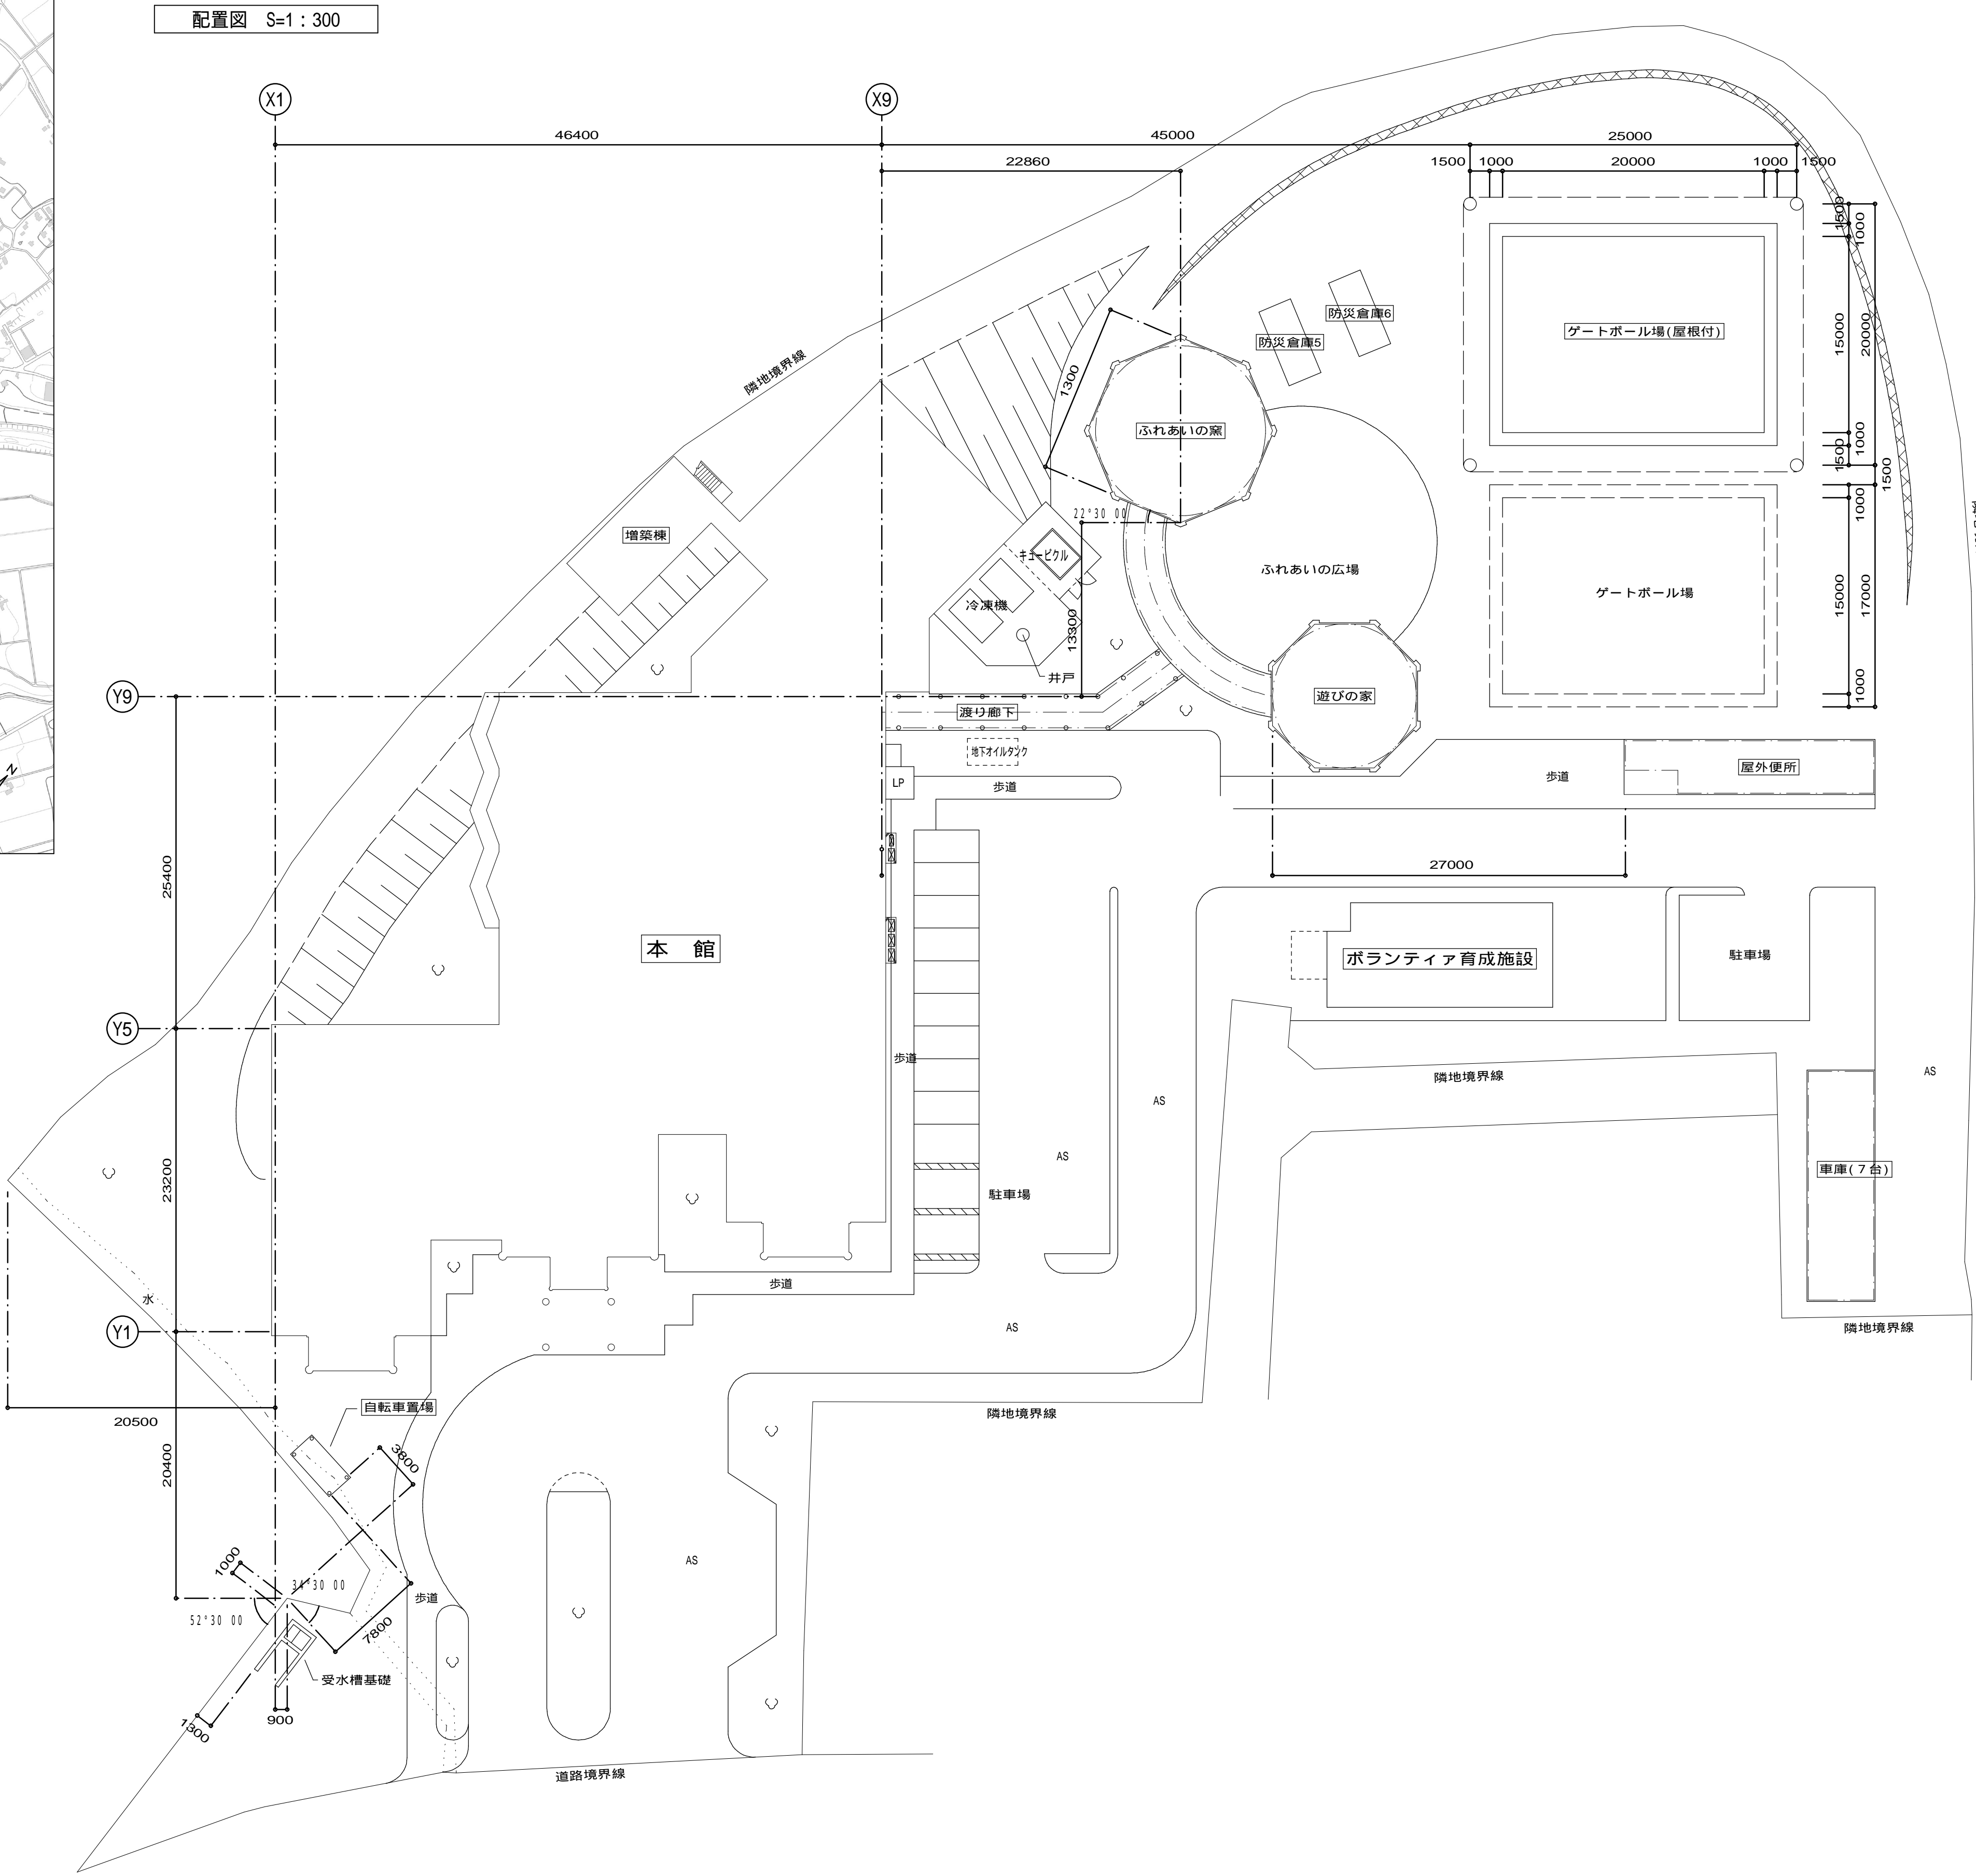 配置図 S=1：300
X1
X9
46400
45000
25000
22860
1500
1000
20000
1000
1500
1500
1000
15000
20000
1000
1500
1500
1000
15000
17000
1000
隣地境界線
1300
防災倉庫6
防災倉庫5
ゲートボール場(屋根付)
ふれあいの窯
増築棟
22°30 00
キュービクル
冷凍機
13300
井戸
ふれあいの広場
ゲートボール場
Y9
渡り廊下
遊びの家
地下オイルタンク
LP
歩道
歩道
屋外便所
N
25400
27000
本 館
ボランティア育成施設
駐車場
Y5
歩道
隣地境界線
AS
AS
AS
23200
車庫(７台)
駐車場
水
歩道
Y1
AS
隣地境界線
20500
自転車置場
隣地境界線
20400
3800
1000
34°30 00
AS
52°30 00
歩道
7800
受水槽基礎
1300
900
道路境界線